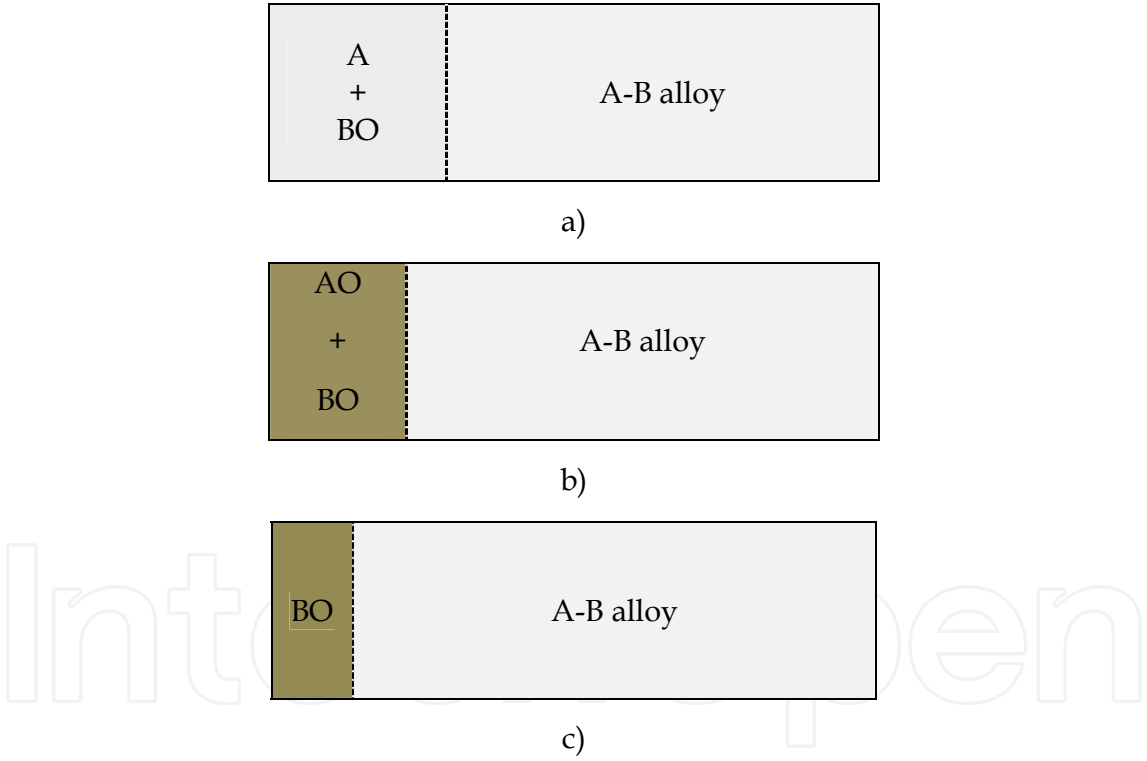 A
+
BO
A-B alloy
a)
AO
+
BO
A-B alloy
b)
BO
A-B alloy
c)
IntechOpen